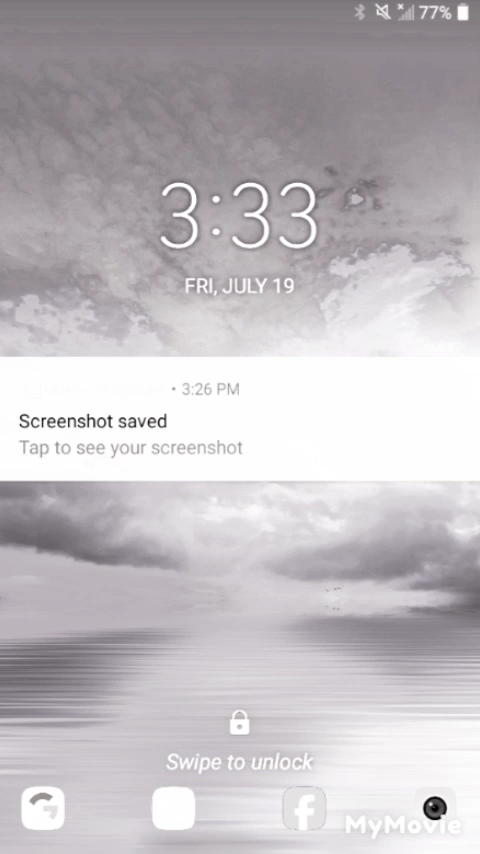 77%
3:33
FRI, JULY 19
• 3:26 PM
Screenshot saved
Tap to see your screenshot
Swipe to unlock
MyMovie